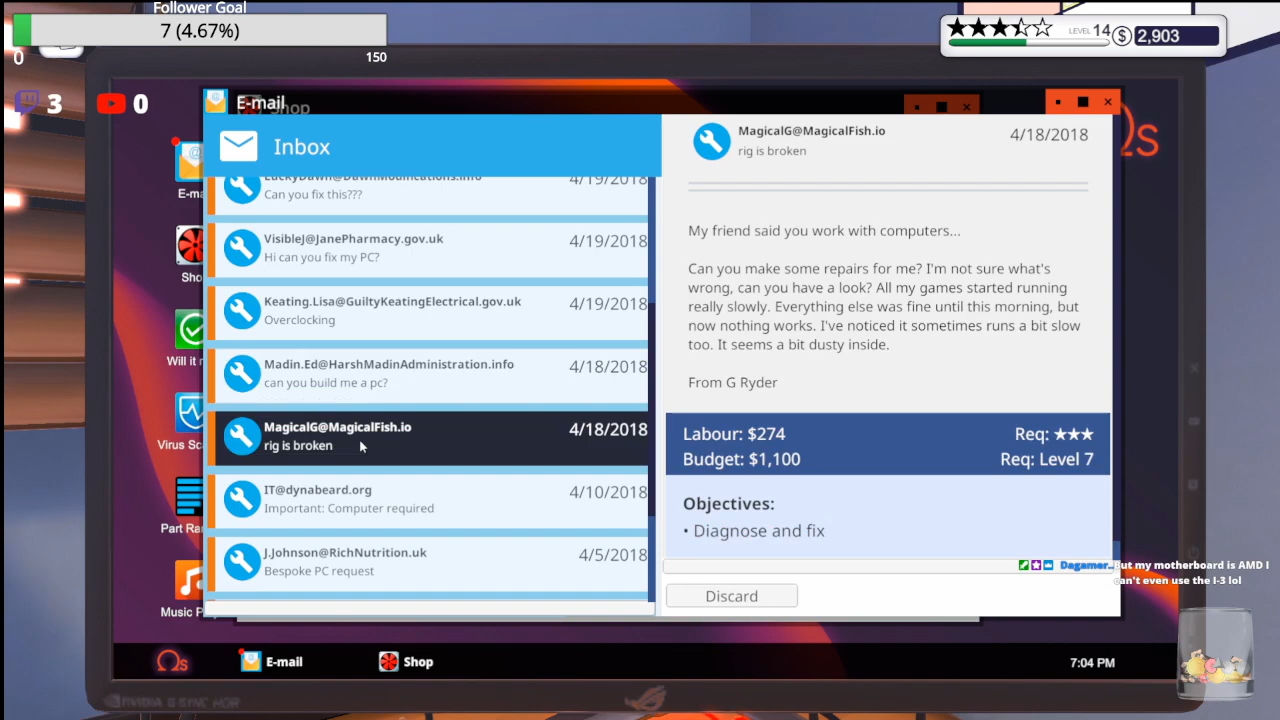 Follower Goal
7 (4.67%)
0
150
3
0
LEVEL 14
$ 2,903
E-mail
Shop
Inbox
LuckyDawn@DawnModifications.info
4/19/2018
Can you fix this???
VisibleJ@JanePharmacy.gov.uk
4/19/2018
Hi can you fix my PC?
Keating.Lisa@GuiltyKeatingElectrical.gov.uk
4/19/2018
Overclocking
Madin.Ed@HarshMadinAdministration.info
4/18/2018
can you build me a pc?
MagicalG@MagicalFish.io
4/18/2018
rig is broken
IT@dynabeard.org
4/10/2018
Important: Computer required
J.Johnson@RichNutrition.uk
4/5/2018
Bespoke PC request
MagicalG@MagicalFish.io
4/18/2018
rig is broken
My friend said you work with computers...
Can you make some repairs for me? I'm not sure what's
wrong, can you have a look? All my games started running
really slowly. Everything else was fine until this morning, but
now nothing works. I've noticed it sometimes runs a bit slow
too. It seems a bit dusty inside.
From G Ryder
Labour: $274
Req: ★★★
Budget: $1,100
Req: Level 7
Objectives:
• Diagnose and fix
Discard
Dagamer..
But my motherboard is AMD I
can't even use the I-3 lol
E-ma
Sho
Will it r
Virus Sc
Part Ra
Music P
Ωs
E-mail
Shop
7:04 PM
NVIDIA G-SYNC HDR